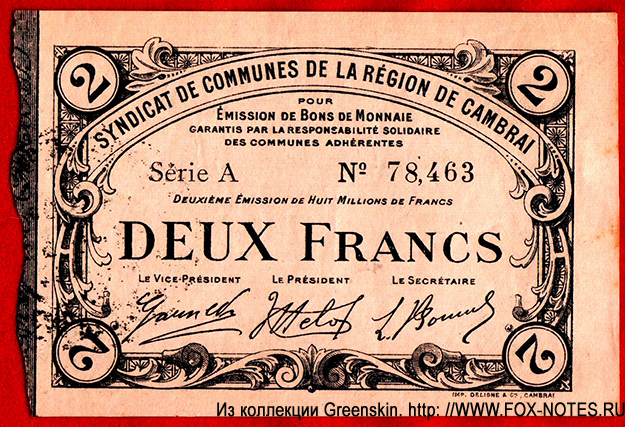 2 2
SYNDICAT DE COMMUNES DE LA RÉGION DE CAMBRAI
POUR
ÉMISSION DE BONS DE MONNAIE
GARANTIS PAR LA RESPONSABILITÉ SOLIDAIRE
DES COMMUNES ADHÉRENTES
Série A Nº 78,463
DEUXIÈME ÉMISSION DE HUIT MILLIONS DE FRANCS
DEUX FRANCS
LE VICE-PRÉSIDENT LE PRÉSIDENT LE SECRÉTAIRE
2 2
IMP. DELIGNE & Cie, CAMBRAI
Из коллекции Greenskin. http: //WWW.FOX-NOTES.RU